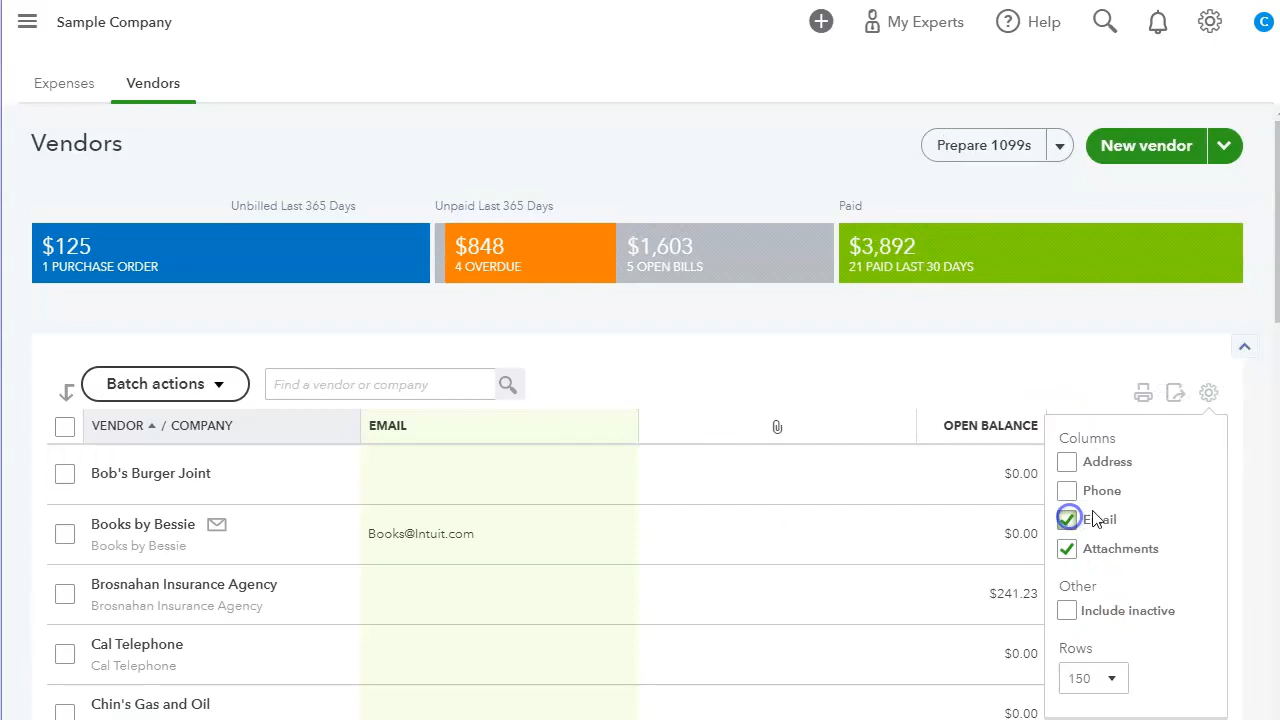 Sample Company
My Experts
Help
C
Expenses
Vendors
Vendors
Prepare 1099s
New vendor
Unbilled Last 365 Days
Unpaid Last 365 Days
Paid
$125
1 PURCHASE ORDER
$848
4 OVERDUE
$1,603
5 OPEN BILLS
$3,892
21 PAID LAST 30 DAYS
Batch actions
Find a vendor or company
VENDOR / COMPANY
EMAIL
OPEN BALANCE
Bob's Burger Joint
$0.00
Books by Bessie
Books by Bessie
Books@Intuit.com
$0.00
Brosnahan Insurance Agency
Brosnahan Insurance Agency
$241.23
Cal Telephone
Cal Telephone
$0.00
Chin's Gas and Oil
$0.00
Columns
Address
Phone
Email
Attachments
Other
Include inactive
Rows
150